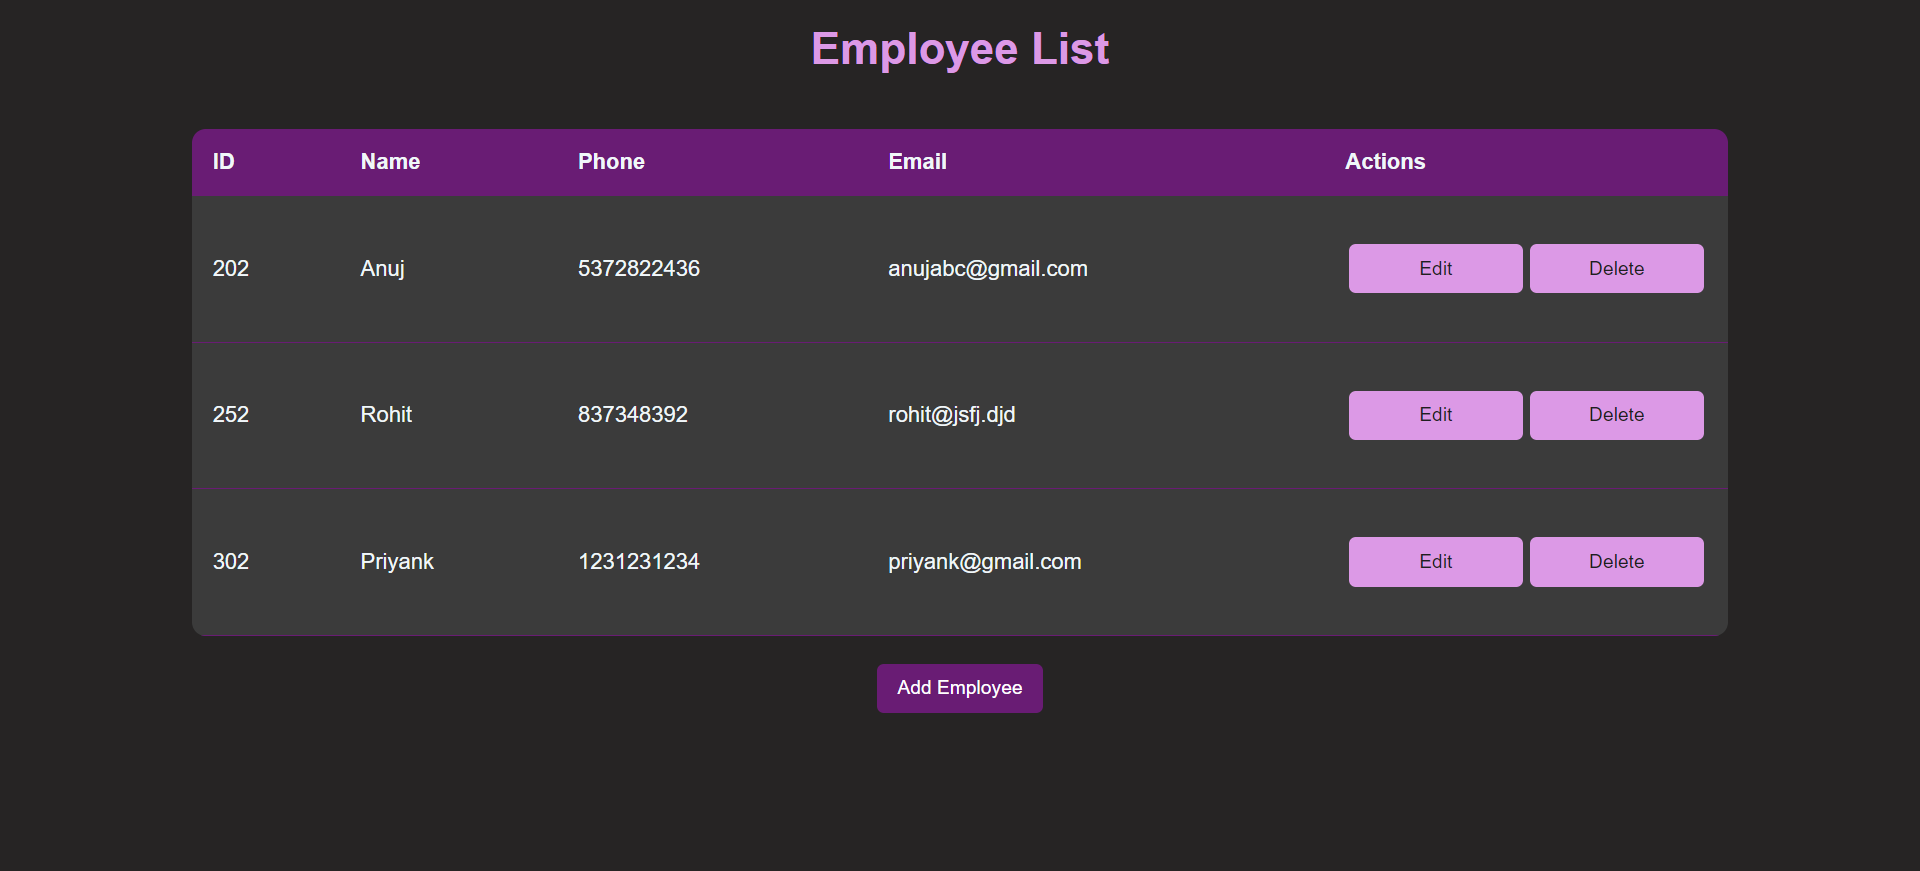 Employee List
ID Name Phone Email Actions
202 Anuj 5372822436 anujabc@gmail.com Edit Delete
252 Rohit 837348392 rohit@jsfj.djd Edit Delete
302 Priyank 1231231234 priyank@gmail.com Edit Delete
Add Employee